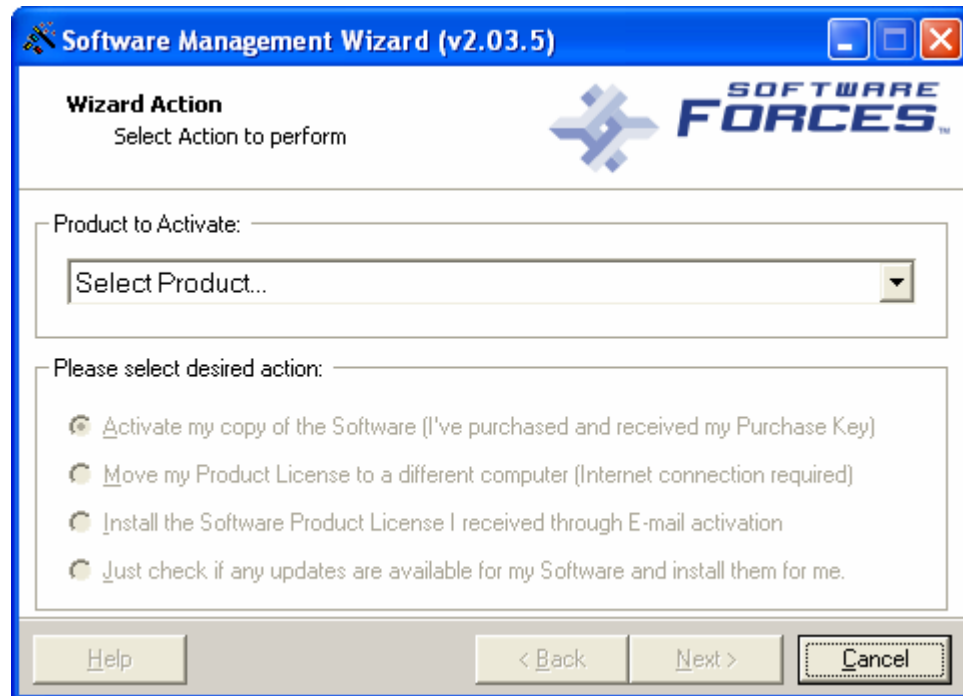 Software Management Wizard (v2.03.5)
Wizard Action
Select Action to perform
SOFTWARE
FORCES™
Product to Activate:
Select Product...
Please select desired action:
Activate my copy of the Software (I've purchased and received my Purchase Key)
Move my Product License to a different computer (Internet connection required)
Install the Software Product License I received through E-mail activation
Just check if any updates are available for my Software and install them for me.
Help
< Back
Next >
Cancel